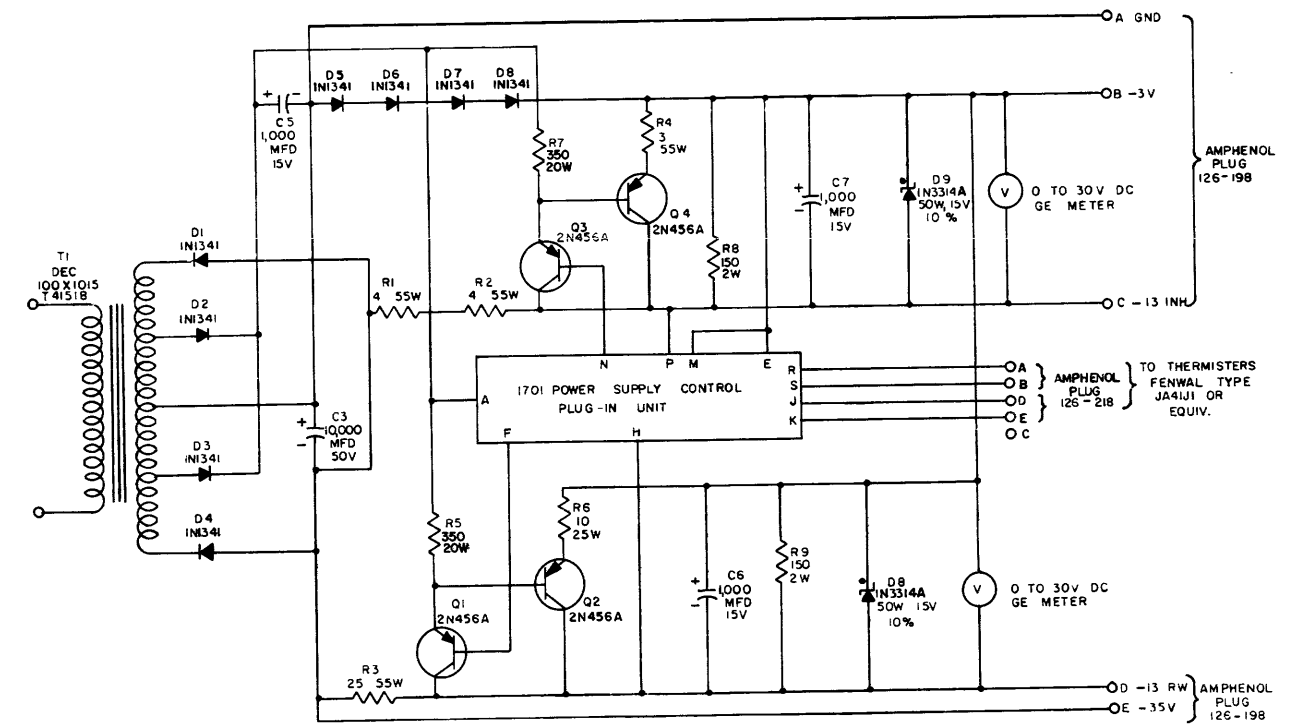 A GND
D5
1N1341
D6
1N1341
D7
1N1341
D8
1N1341
+ -
C5
1,000
MFD
15V
B -3V
R4
3
55W
R7
350
20W
AMPHENOL
PLUG
126-198
C7
+
1,000
-
MFD
15V
D9
1N3314A
50W, 15V
10 %
V
0 TO 30V DC
GE METER
Q4
2N456A
Q3
2N456A
D1
1N1341
T1
DEC
100X1015
T41518
R8
150
2W
D2
1N1341
R1
4 55W
R2
4 55W
C -13 INH
N
P
M
E
1701 POWER SUPPLY CONTROL
PLUG-IN UNIT
A
F
H
R
S
J
K
A
B
D
E
C
AMPHENOL
PLUG
126-218
TO THERMISTERS
FENWAL TYPE
JA41J1 OR
EQUIV.
C3
+
10,000
-
MFD
50V
D3
1N1341
D4
1N1341
R5
350
20W
R6
10
25W
C6
+
1,000
-
MFD
15V
R9
150
2W
D8
1N3314A
50W 15V
10%
V
0 TO 30V DC
GE METER
Q1
2N456A
Q2
2N456A
R3
25 55W
D -13 RW
E -35V
AMPHENOL
PLUG
126-198